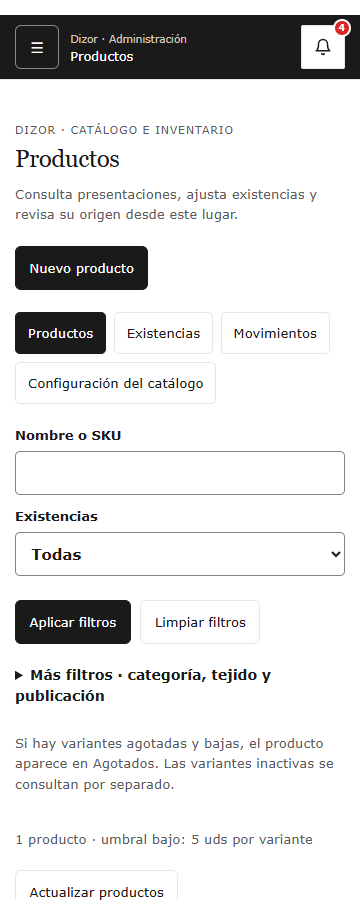 ☰
Dizor · Administración
Productos
4
DIZOR · CATÁLOGO E INVENTARIO
Productos
Consulta presentaciones, ajusta existencias y
revisa su origen desde este lugar.
Nuevo producto
Productos
Existencias
Movimientos
Configuración del catálogo
Nombre o SKU
Existencias
Todas
Aplicar filtros
Limpiar filtros
▶ Más filtros · categoría, tejido y
publicación
Si hay variantes agotadas y bajas, el producto
aparece en Agotados. Las variantes inactivas se
consultan por separado.
1 producto · umbral bajo: 5 uds por variante
Actualizar productos